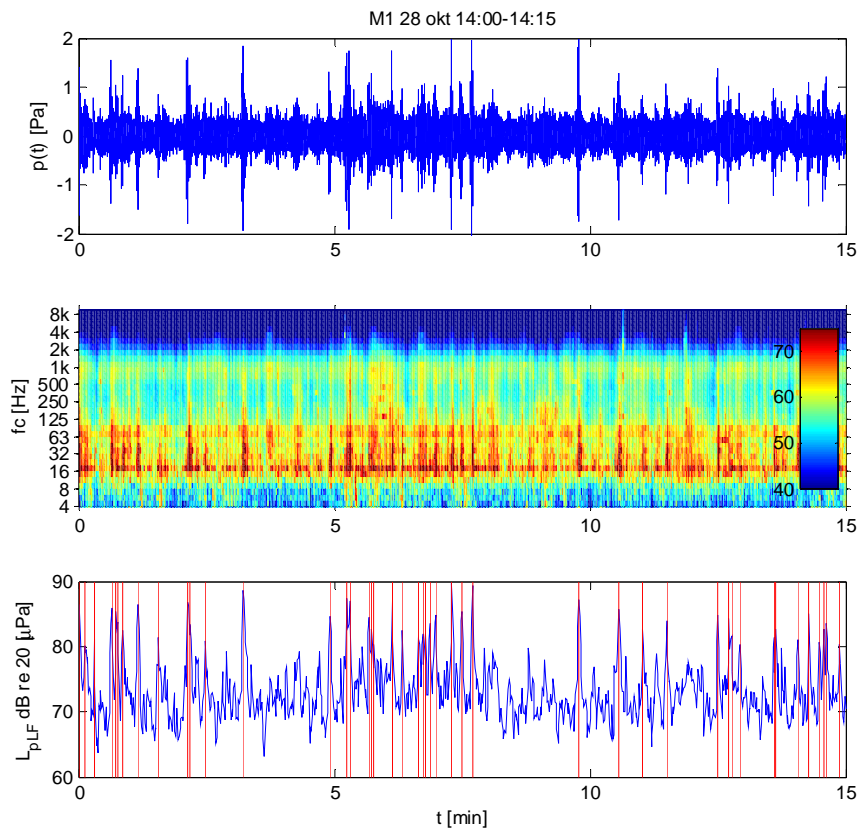 M1 28 okt 14:00-14:15
p(t) [Pa]
2
1
0
-1
-2
0 5 10 15
fc [Hz]
8k
4k
2k
1k
500
250
125
63
32
16
8
4
70
60
50
40
0 5 10 15
LpLF dB re 20 μPa]
90
80
70
60
0 5 10 15
t [min]